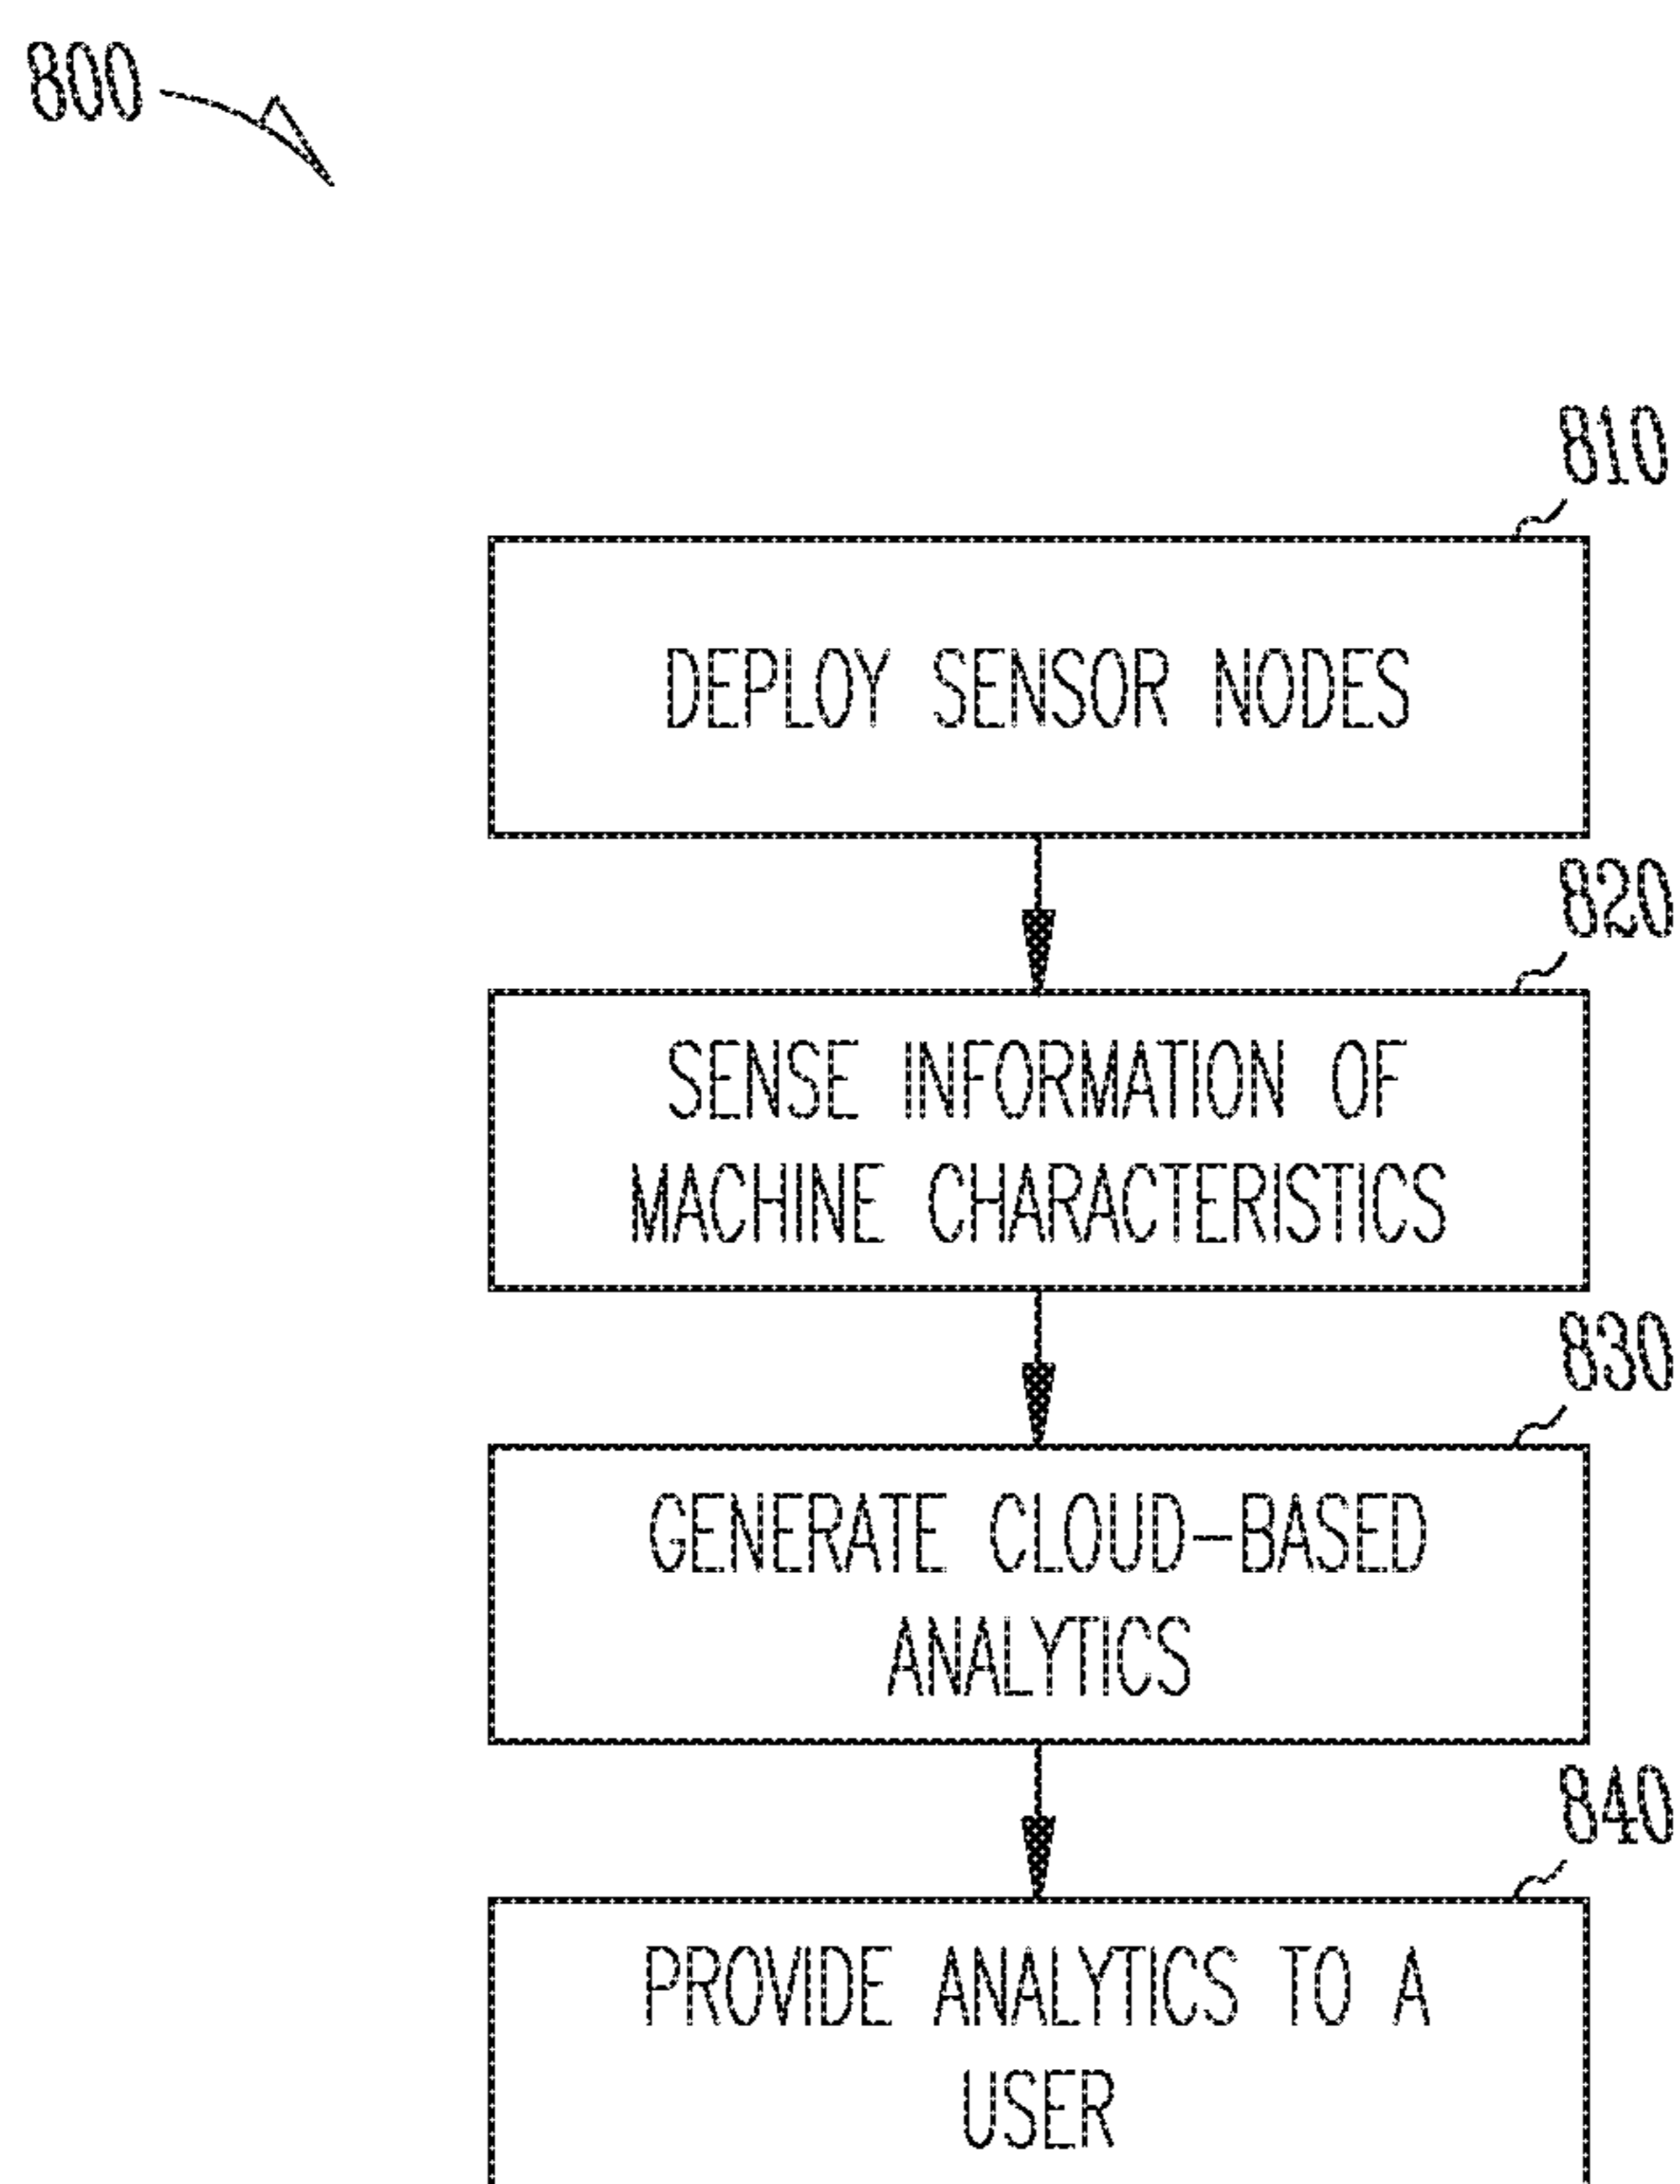 800
810
DEPLOY SENSOR NODES
820
SENSE INFORMATION OF
MACHINE CHARACTERISTICS
830
GENERATE CLOUD-BASED
ANALYTICS
840
PROVIDE ANALYTICS TO A
USER